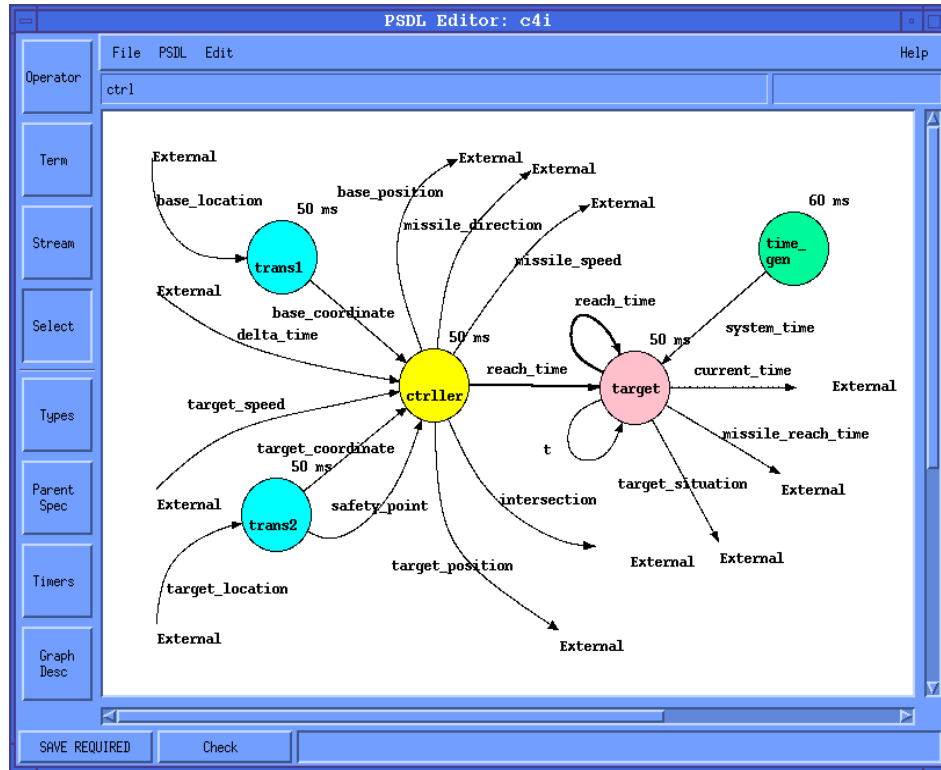 PSDL Editor: c4i
File PSDL Edit Help
ctrl
Operator
Term
Stream
Select
Types
Parent
Spec
Timers
Graph
Desc
External
base_location
50 ms
trans1
External
base_coordinate
delta_time
base_position
External
External
missile_direction
External
missile_speed
60 ms
time_
gen
system_time
reach_time
50 ms
50 ms
ctrller
reach_time
target
current_time
External
target_speed
External
target_coordinate
50 ms
trans2
safety_point
t
missile_reach_time
External
target_situation
External
intersection
External
target_position
External
target_location
External
SAVE REQUIRED
Check